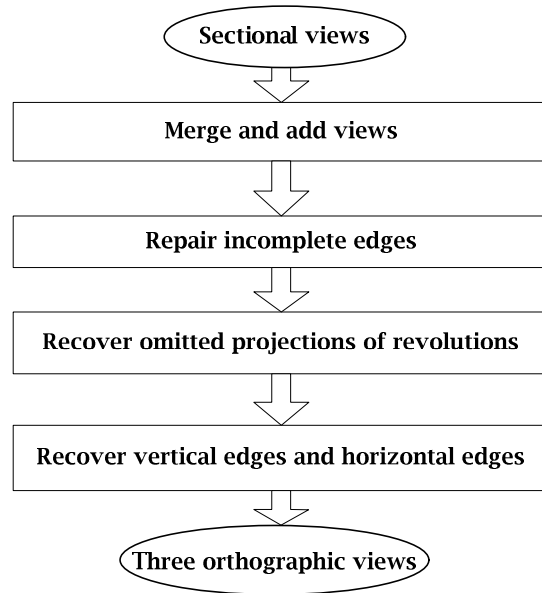 Sectional views
Merge and add views
Repair incomplete edges
Recover omitted projections of revolutions
Recover vertical edges and horizontal edges
Three orthographic views